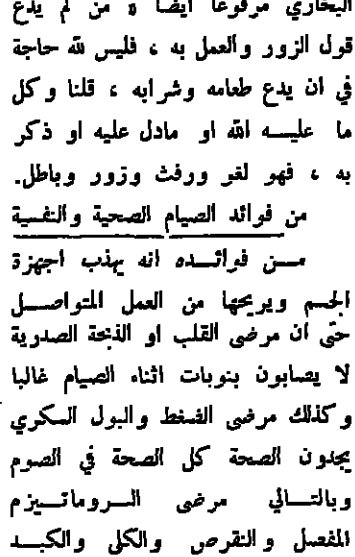 البخاري مرفوعا ايضا « من لم يدع
قول الزور والعمل به ، فليس لله حاجة
في ان يدع طعامه وشرابه ، قلنا وكل
ما عليه الله او مادل عليه او ذكر
به ، فهو لغو ورفث وزور وباطل.
من فوائد الصيام الصحية والنفسية
من فوائده انه يهذب اجهزة
الجسم ويريحها من العمل المتواصل
حتى ان مرضى القلب او الذبحة الصدرية
لا يصابون بنوبات اثناء الصيام غالبا
وكذلك مرضى الضغط والبول السكري
يجدون الصحة كل الصحة في الصوم
وبالتالي مرضى الروماتيزم
المفصل والنقرص والكلى والكبد